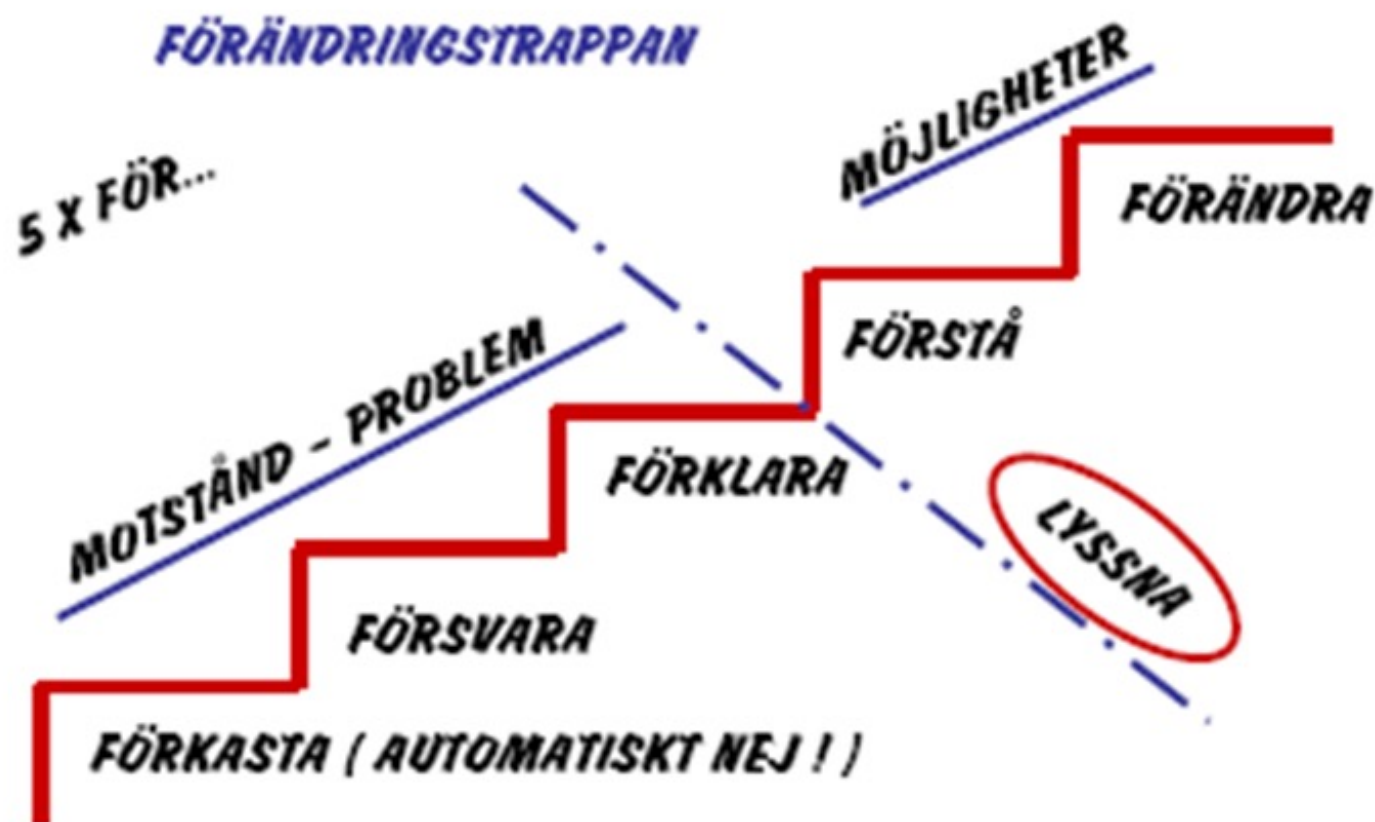 FÖRÄNDRINGSTRAPPAN
MÖJLIGHETER
5 X FÖR...
FÖRÄNDRA
FÖRSTÅ
MOTSTÅND - PROBLEM
FÖRKLARA
LYSSNA
FÖRSVARA
FÖRKASTA ( AUTOMATISKT NEJ ! )